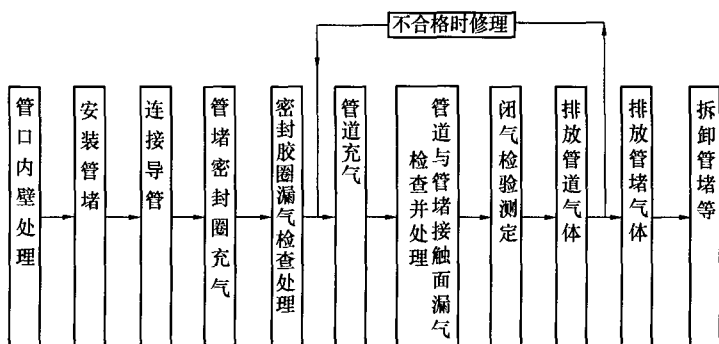 不合格时修理
管口内壁处理
安装管堵
连接导管
管堵密封圈充气
密封胶圈漏气检查处理
管道充气
管道与管堵接触面漏气
检查并处理
闭气检验测定
排放管道气体
排放管堵气体
拆卸管堵等